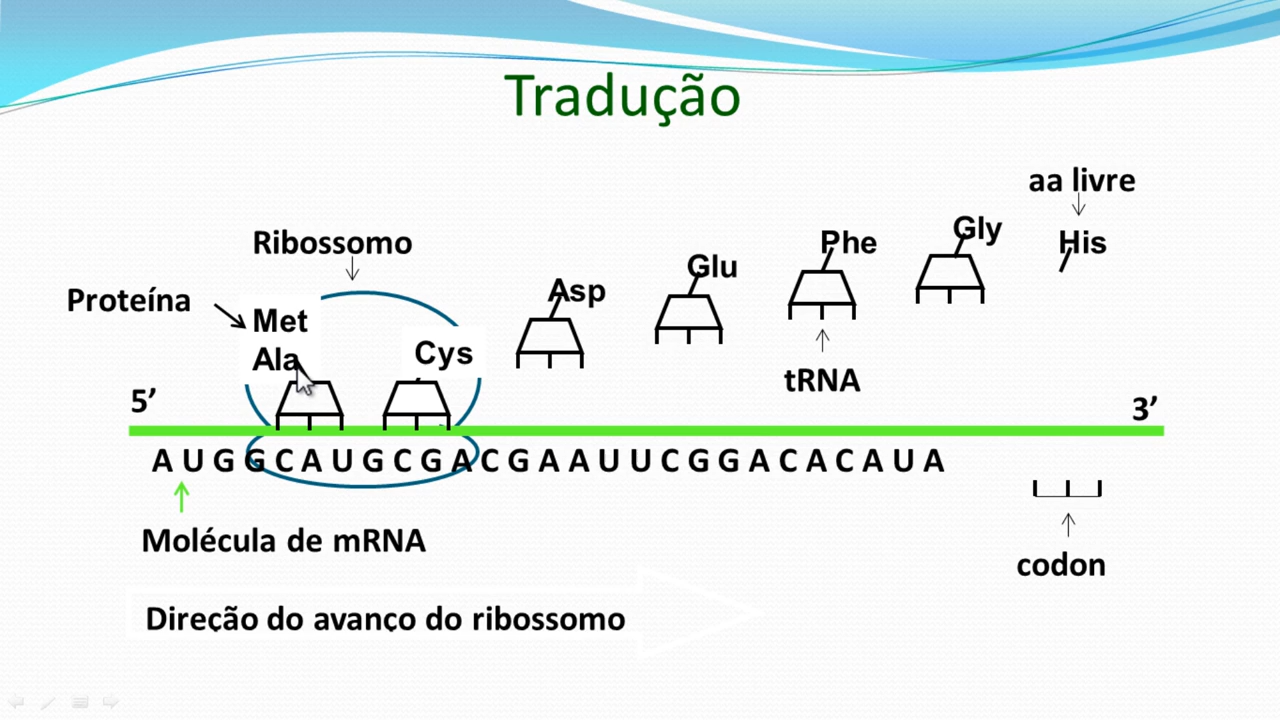 Tradução
aa livre
Gly
His
Ribossomo
Phe
Glu
Proteína
Asp
Met
Ala
Cys
tRNA
5’
3’
A U G G C A U G C G A C G A A U U C G G A C A C A U A
Molécula de mRNA
codon
Direção do avanço do ribossomo